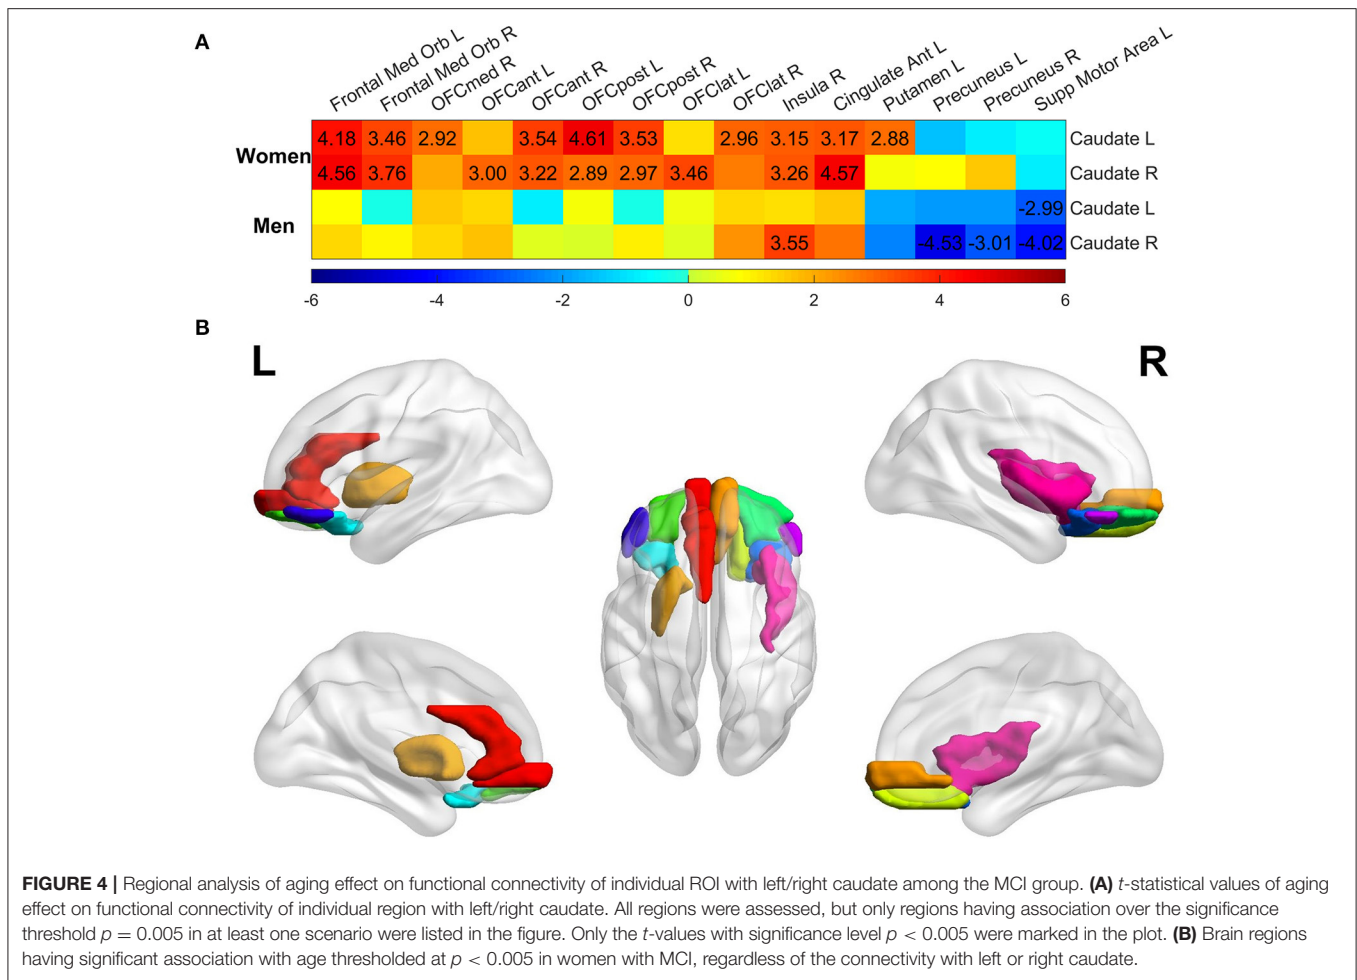 A
Frontal Med Orb L
Frontal Med Orb R
OFCmed R
OFCant L
OFCant R
OFCpost L
OFCpost R
OFClat L
OFClat R
Insula R
Cingulate Ant L
Putamen L
Precuneus L
Precuneus R
Supp Motor Area L
Women
4.18 3.46 2.92 3.54 4.61 3.53 2.96 3.15 3.17 2.88 Caudate L
4.56 3.76 3.00 3.22 2.89 2.97 3.46 3.26 4.57 Caudate R
Men
-2.99 Caudate L
3.55 -4.53 -3.01 -4.02 Caudate R
-6 -4 -2 0 2 4 6
B
L R
FIGURE 4 | Regional analysis of aging effect on functional connectivity of individual ROI with left/right caudate among the MCI group. (A) t-statistical values of aging
effect on functional connectivity of individual region with left/right caudate. All regions were assessed, but only regions having association over the significance
threshold p = 0.005 in at least one scenario were listed in the figure. Only the t-values with significance level p < 0.005 were marked in the plot. (B) Brain regions
having significant association with age thresholded at p < 0.005 in women with MCI, regardless of the connectivity with left or right caudate.